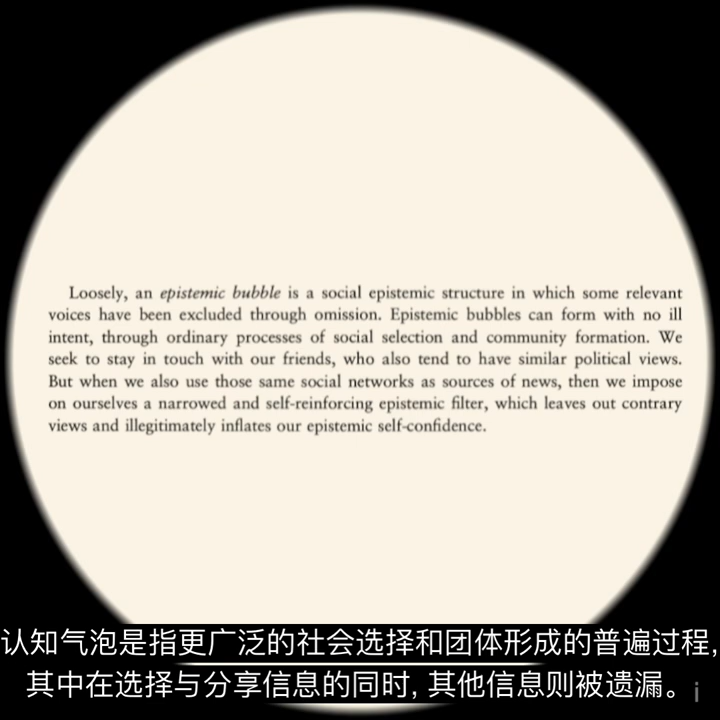 Loosely, an epistemic bubble is a social epistemic structure in which some relevant
voices have been excluded through omission. Epistemic bubbles can form with no ill
intent, through ordinary processes of social selection and community formation. We
seek to stay in touch with our friends, who also tend to have similar political views.
But when we also use those same social networks as sources of news, then we impose
on ourselves a narrowed and self-reinforcing epistemic filter, which leaves out contrary
views and illegitimately inflates our epistemic self-confidence.
认知气泡是指更广泛的社会选择和团体形成的普遍过程,
其中在选择与分享信息的同时, 其他信息则被遗漏。
i